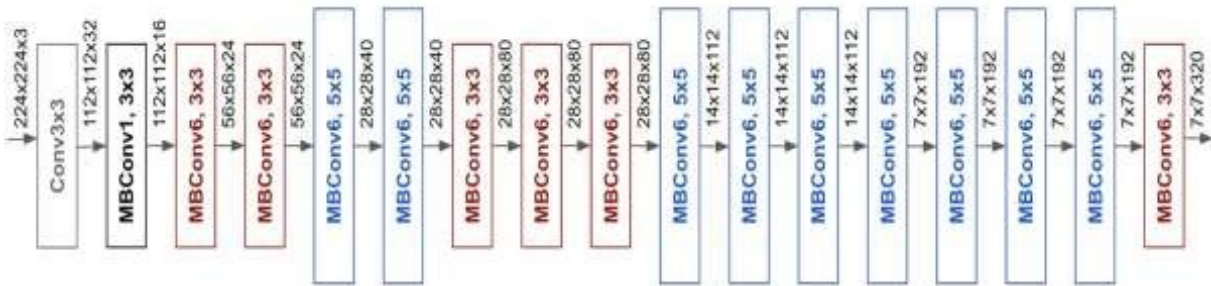 224x224x3
Conv3x3
112x112x32
MBConv1, 3x3
112x112x16
MBConv6, 3x3
56x56x24
MBConv6, 3x3
56x56x24
MBConv6, 5x5
28x28x40
MBConv6, 5x5
28x28x40
MBConv6, 3x3
28x28x80
MBConv6, 3x3
28x28x80
MBConv6, 3x3
28x28x80
MBConv6, 5x5
14x14x112
MBConv6, 5x5
14x14x112
MBConv6, 5x5
14x14x112
MBConv6, 5x5
7x7x192
MBConv6, 5x5
7x7x192
MBConv6, 5x5
7x7x192
MBConv6, 5x5
7x7x192
MBConv6, 3x3
7x7x320